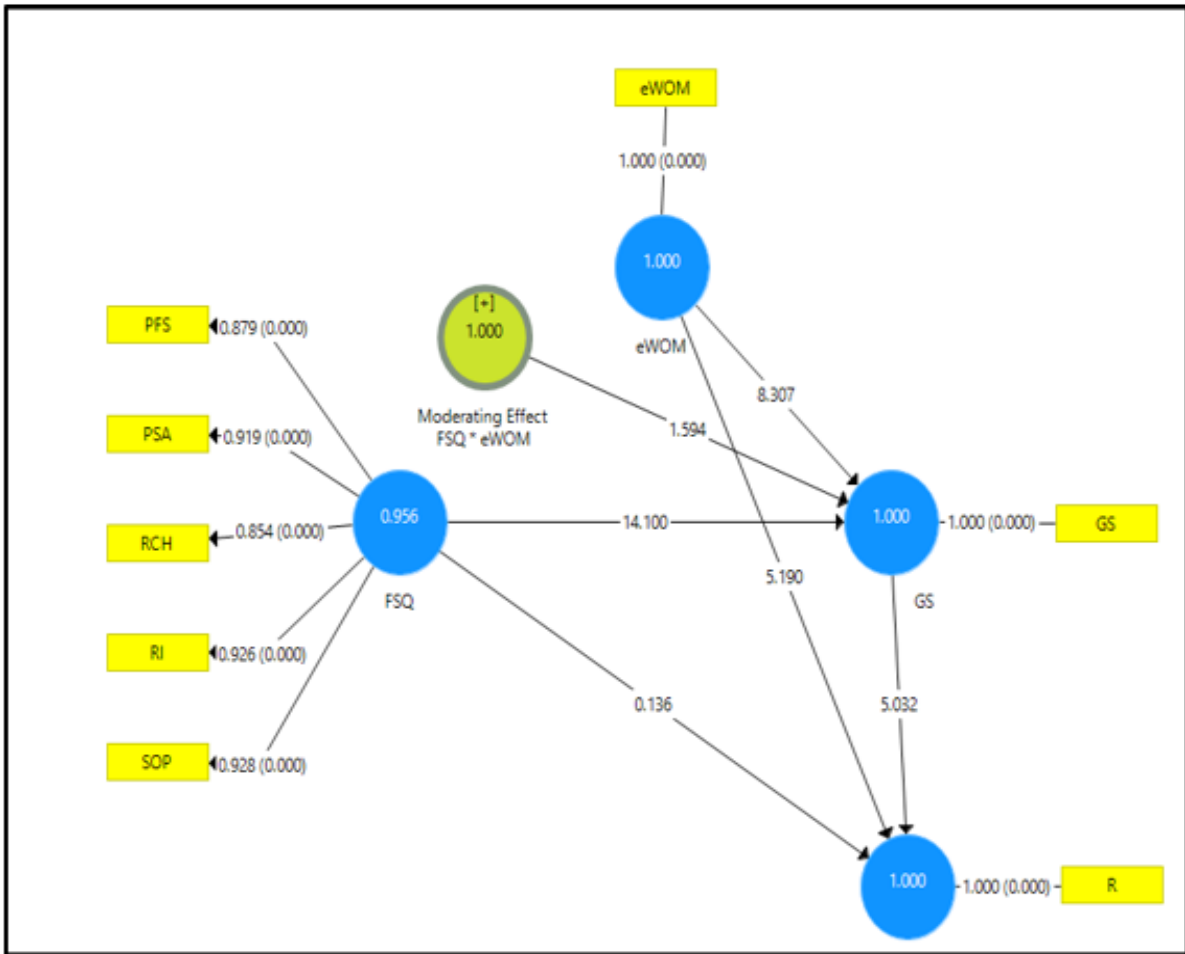 eWOM
1.000 (0.000)
1.000
eWOM
[+]
1.000
Moderating Effect
FSQ * eWOM
PFS
0.879 (0.000)
PSA
0.919 (0.000)
RCH
0.854 (0.000)
RI
0.926 (0.000)
SOP
0.928 (0.000)
0.956
FSQ
8.307
1.594
14.100
5.190
0.136
1.000
GS
1.000 (0.000)
GS
5.032
1.000
1.000 (0.000)
R